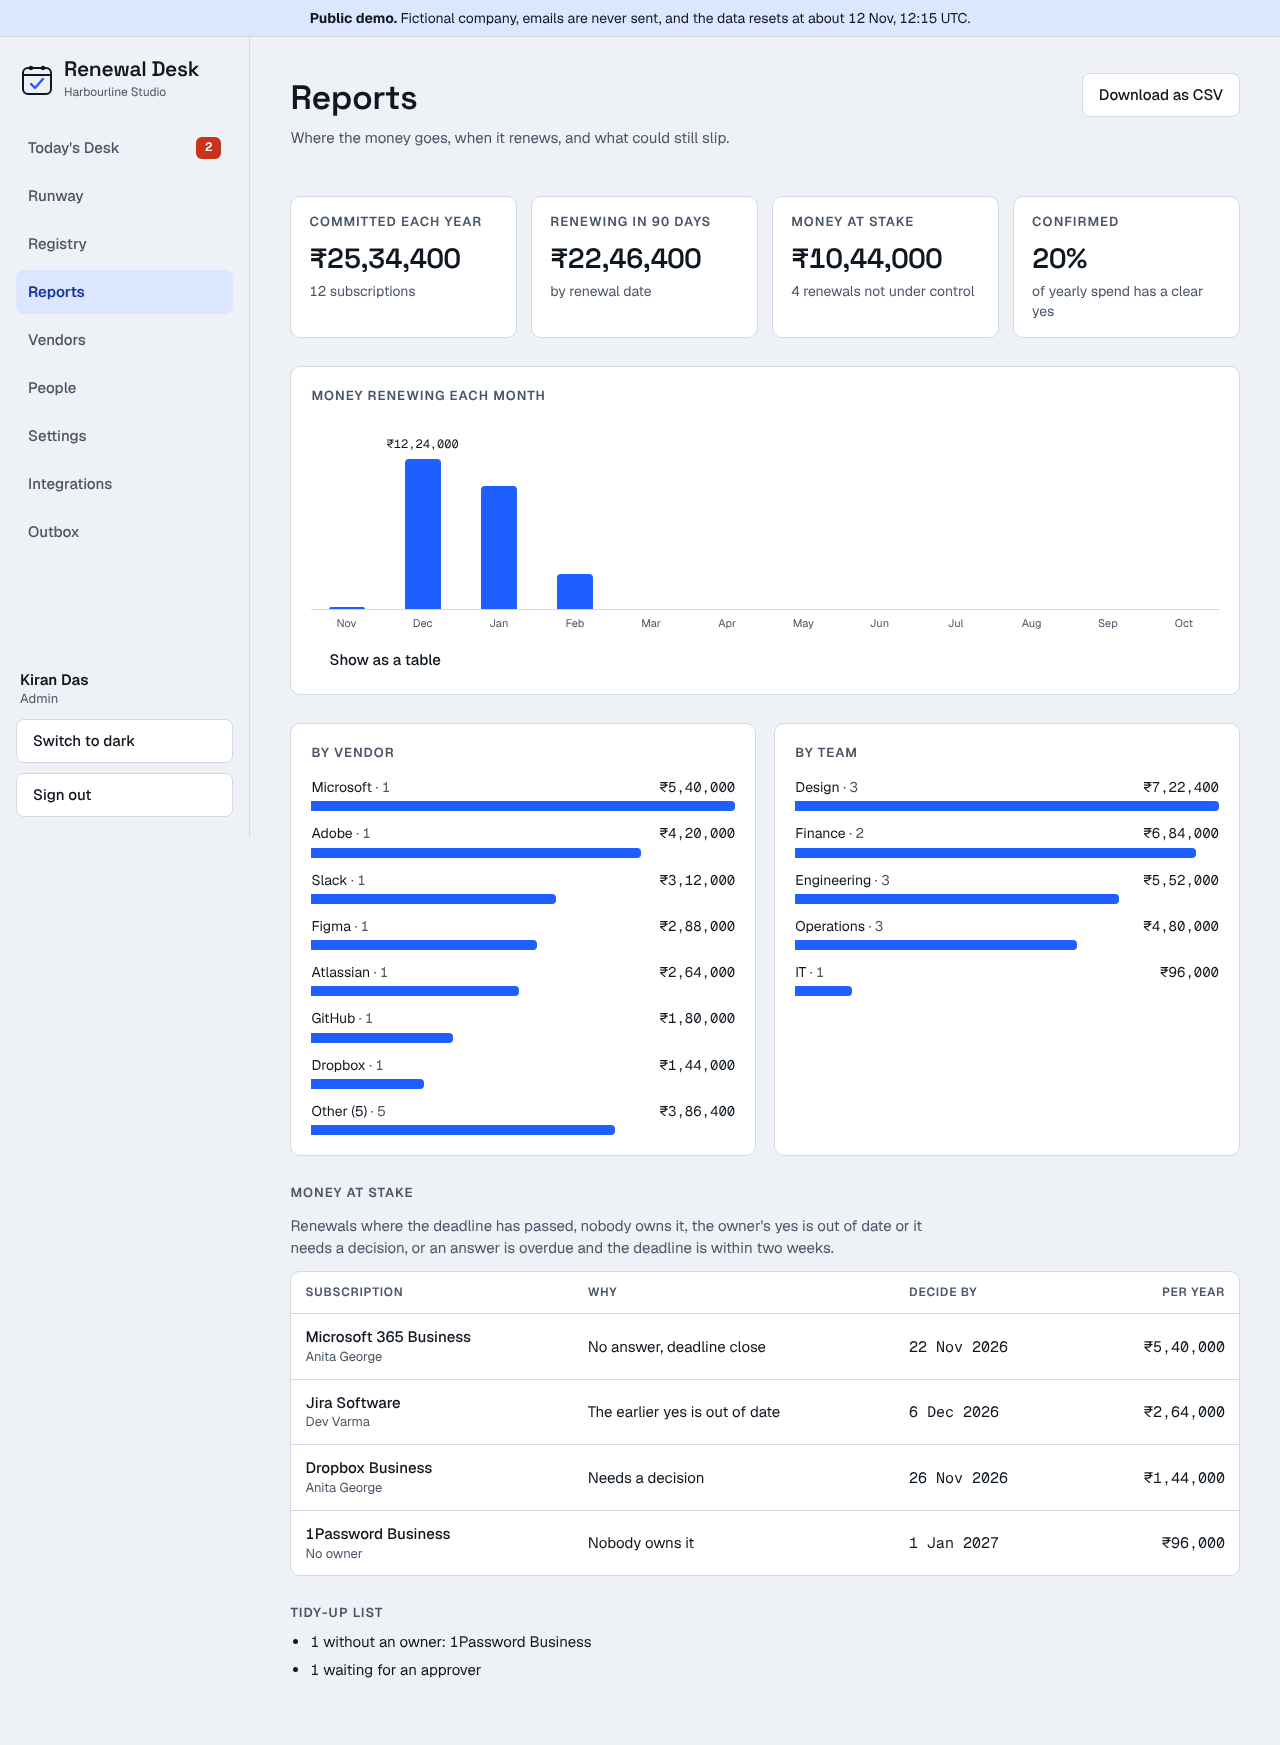 Public demo. Fictional company, emails are never sent, and the data resets at about 12 Nov, 12:15 UTC.
Renewal Desk
Harbourline Studio
Today's Desk 2
Runway
Registry
Reports
Vendors
People
Settings
Integrations
Outbox
Kiran Das
Admin
Switch to dark
Sign out
Reports
Download as CSV
Where the money goes, when it renews, and what could still slip.
COMMITTED EACH YEAR
₹25,34,400
12 subscriptions
RENEWING IN 90 DAYS
₹22,46,400
by renewal date
MONEY AT STAKE
₹10,44,000
4 renewals not under control
CONFIRMED
20%
of yearly spend has a clear
yes
MONEY RENEWING EACH MONTH
₹12,24,000
Nov Dec Jan Feb Mar Apr May Jun Jul Aug Sep Oct
Show as a table
BY VENDOR
Microsoft · 1 ₹5,40,000
Adobe · 1 ₹4,20,000
Slack · 1 ₹3,12,000
Figma · 1 ₹2,88,000
Atlassian · 1 ₹2,64,000
GitHub · 1 ₹1,80,000
Dropbox · 1 ₹1,44,000
Other (5) · 5 ₹3,86,400
BY TEAM
Design · 3 ₹7,22,400
Finance · 2 ₹6,84,000
Engineering · 3 ₹5,52,000
Operations · 3 ₹4,80,000
IT · 1 ₹96,000
MONEY AT STAKE
Renewals where the deadline has passed, nobody owns it, the owner's yes is out of date or it
needs a decision, or an answer is overdue and the deadline is within two weeks.
SUBSCRIPTION WHY DECIDE BY PER YEAR
Microsoft 365 Business
Anita George
No answer, deadline close 22 Nov 2026 ₹5,40,000
Jira Software
Dev Varma
The earlier yes is out of date 6 Dec 2026 ₹2,64,000
Dropbox Business
Anita George
Needs a decision 26 Nov 2026 ₹1,44,000
1Password Business
No owner
Nobody owns it 1 Jan 2027 ₹96,000
TIDY-UP LIST
• 1 without an owner: 1Password Business
• 1 waiting for an approver